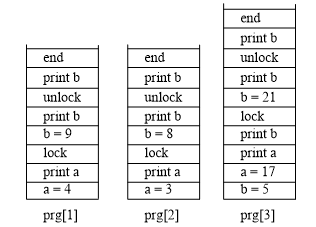 end
print b
unlock
print b
b = 9
lock
print a
a = 4
prg[1]
end
print b
unlock
print b
b = 8
lock
print a
a = 3
prg[2]
end
print b
unlock
print b
b = 21
lock
print b
print a
a = 17
b = 5
prg[3]